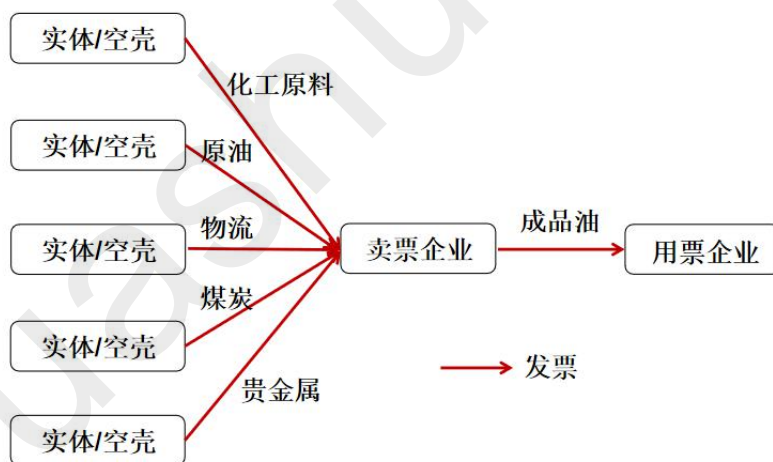 实体/空壳
化工原料
实体/空壳
原油
实体/空壳
物流
卖票企业
成品油
用票企业
煤炭
实体/空壳
发票
贵金属
实体/空壳